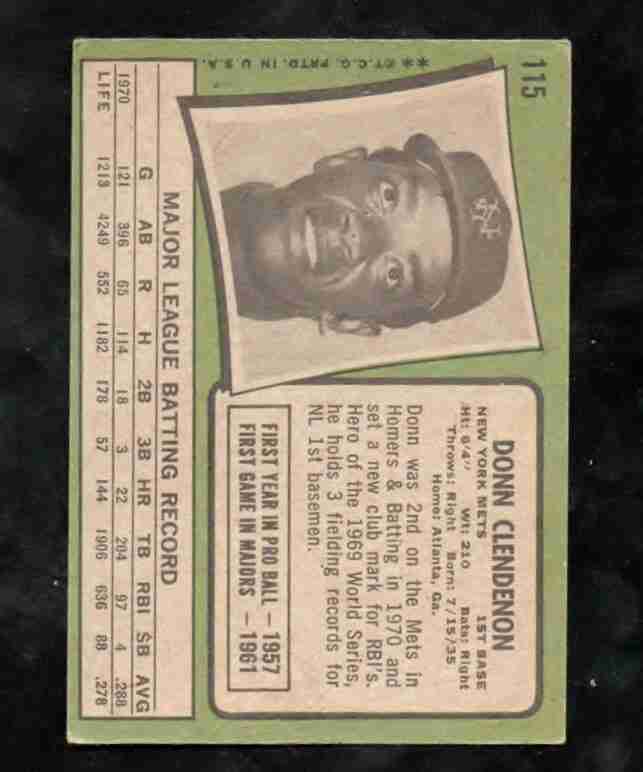 115
**©T.C.G. PRTD. IN U.S.A.
DONN CLENDENON
NEW YORK METS 1ST BASE
Ht: 6'4" Wt: 210 Bats: Right
Throws: Right Born: 7/15/35
Home: Atlanta, Ga.
Donn was 2nd on the Mets in
Homers & Batting in 1970 and
set a new club mark for RBI's.
Hero of the 1969 World Series,
he holds 3 fielding records for
NL 1st basemen.
FIRST YEAR IN PRO BALL – 1957
FIRST GAME IN MAJORS – 1961
NY
MAJOR LEAGUE BATTING RECORD
G AB R H 2B 3B HR TB RBI SB AVG
1970 121 396 65 114 18 3 22 204 97 4 .288
LIFE 1213 4249 552 1182 178 57 144 1906 636 88 .278